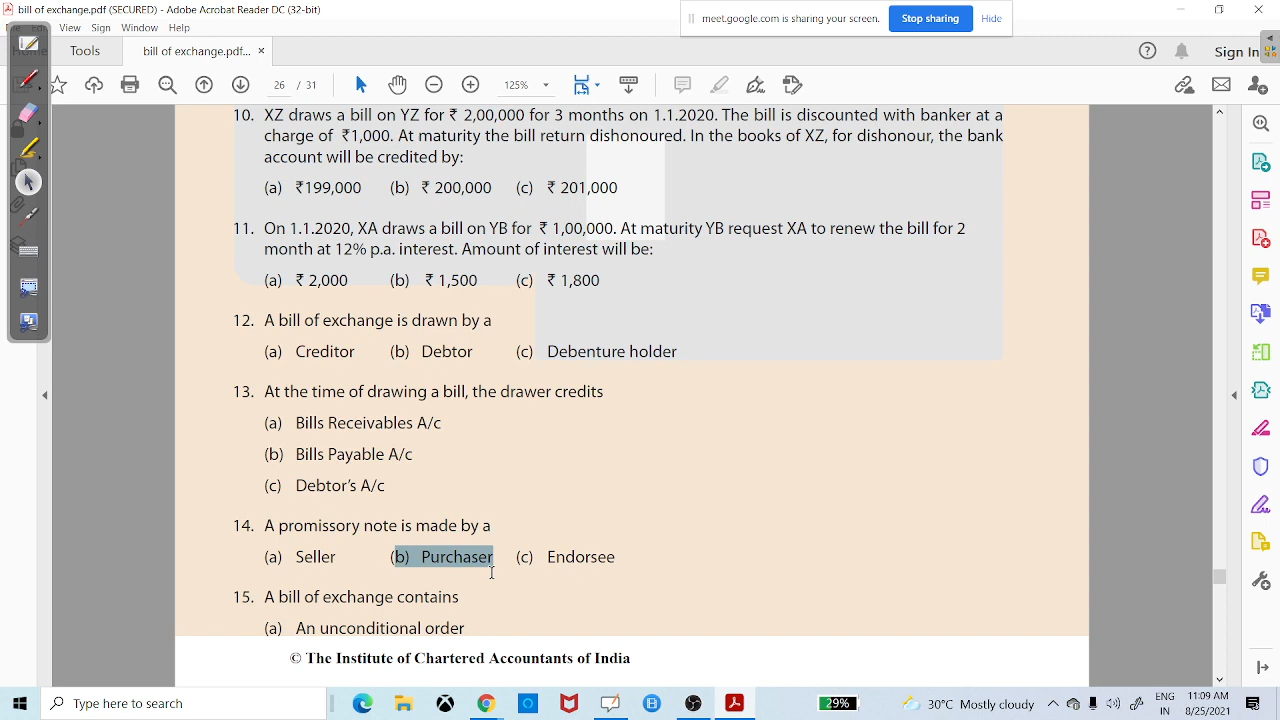 bill of exchange.pdf (SECURED) - Adobe Acrobat Reader DC (32-bit)
meet.google.com is sharing your screen. Stop sharing Hide
View Sign Window Help
Tools bill of exchange.pdf... × Sign In
26 / 31 125%
10. XZ draws a bill on YZ for ₹ 2,00,000 for 3 months on 1.1.2020. The bill is discounted with banker at a
charge of ₹1,000. At maturity the bill return dishonoured. In the books of XZ, for dishonour, the bank
account will be credited by:
(a) ₹199,000 (b) ₹ 200,000 (c) ₹ 201,000
11. On 1.1.2020, XA draws a bill on YB for ₹ 1,00,000. At maturity YB request XA to renew the bill for 2
month at 12% p.a. interest. Amount of interest will be:
(a) ₹ 2,000 (b) ₹ 1,500 (c) ₹ 1,800
12. A bill of exchange is drawn by a
(a) Creditor (b) Debtor (c) Debenture holder
13. At the time of drawing a bill, the drawer credits
(a) Bills Receivables A/c
(b) Bills Payable A/c
(c) Debtor's A/c
14. A promissory note is made by a
(a) Seller (b) Purchaser (c) Endorsee
15. A bill of exchange contains
(a) An unconditional order
© The Institute of Chartered Accountants of India
Type here to search
29% 30°C Mostly cloudy ENG IN 11:09 AM 8/25/2021